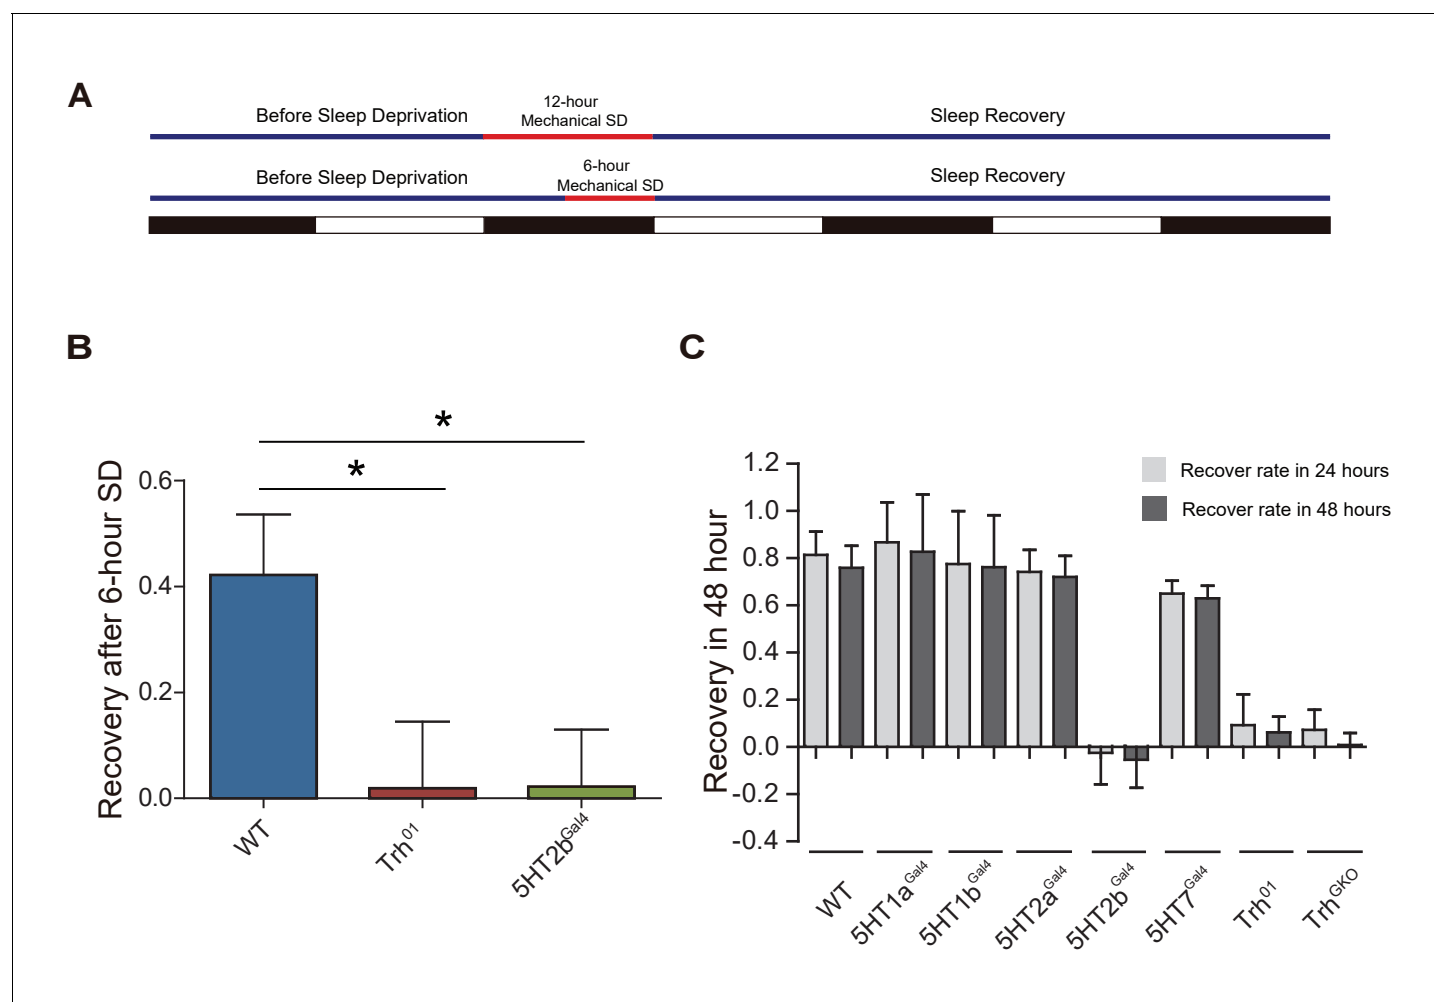 A
Before Sleep Deprivation
12-hour
Mechanical SD
Sleep Recovery
Before Sleep Deprivation
6-hour
Mechanical SD
Sleep Recovery
B
*
*
Recovery after 6-hour SD
0.6
0.4
0.2
0.0
WT
Trh01
5HT2bGal4
C
Recover rate in 24 hours
Recover rate in 48 hours
Recovery in 48 hour
1.2
1.0
0.8
0.6
0.4
0.2
0.0
-0.2
-0.4
WT
5HT1aGal4
5HT1bGal4
5HT2aGal4
5HT2bGal4
5HT7Gal4
Trh01
TrhGKO